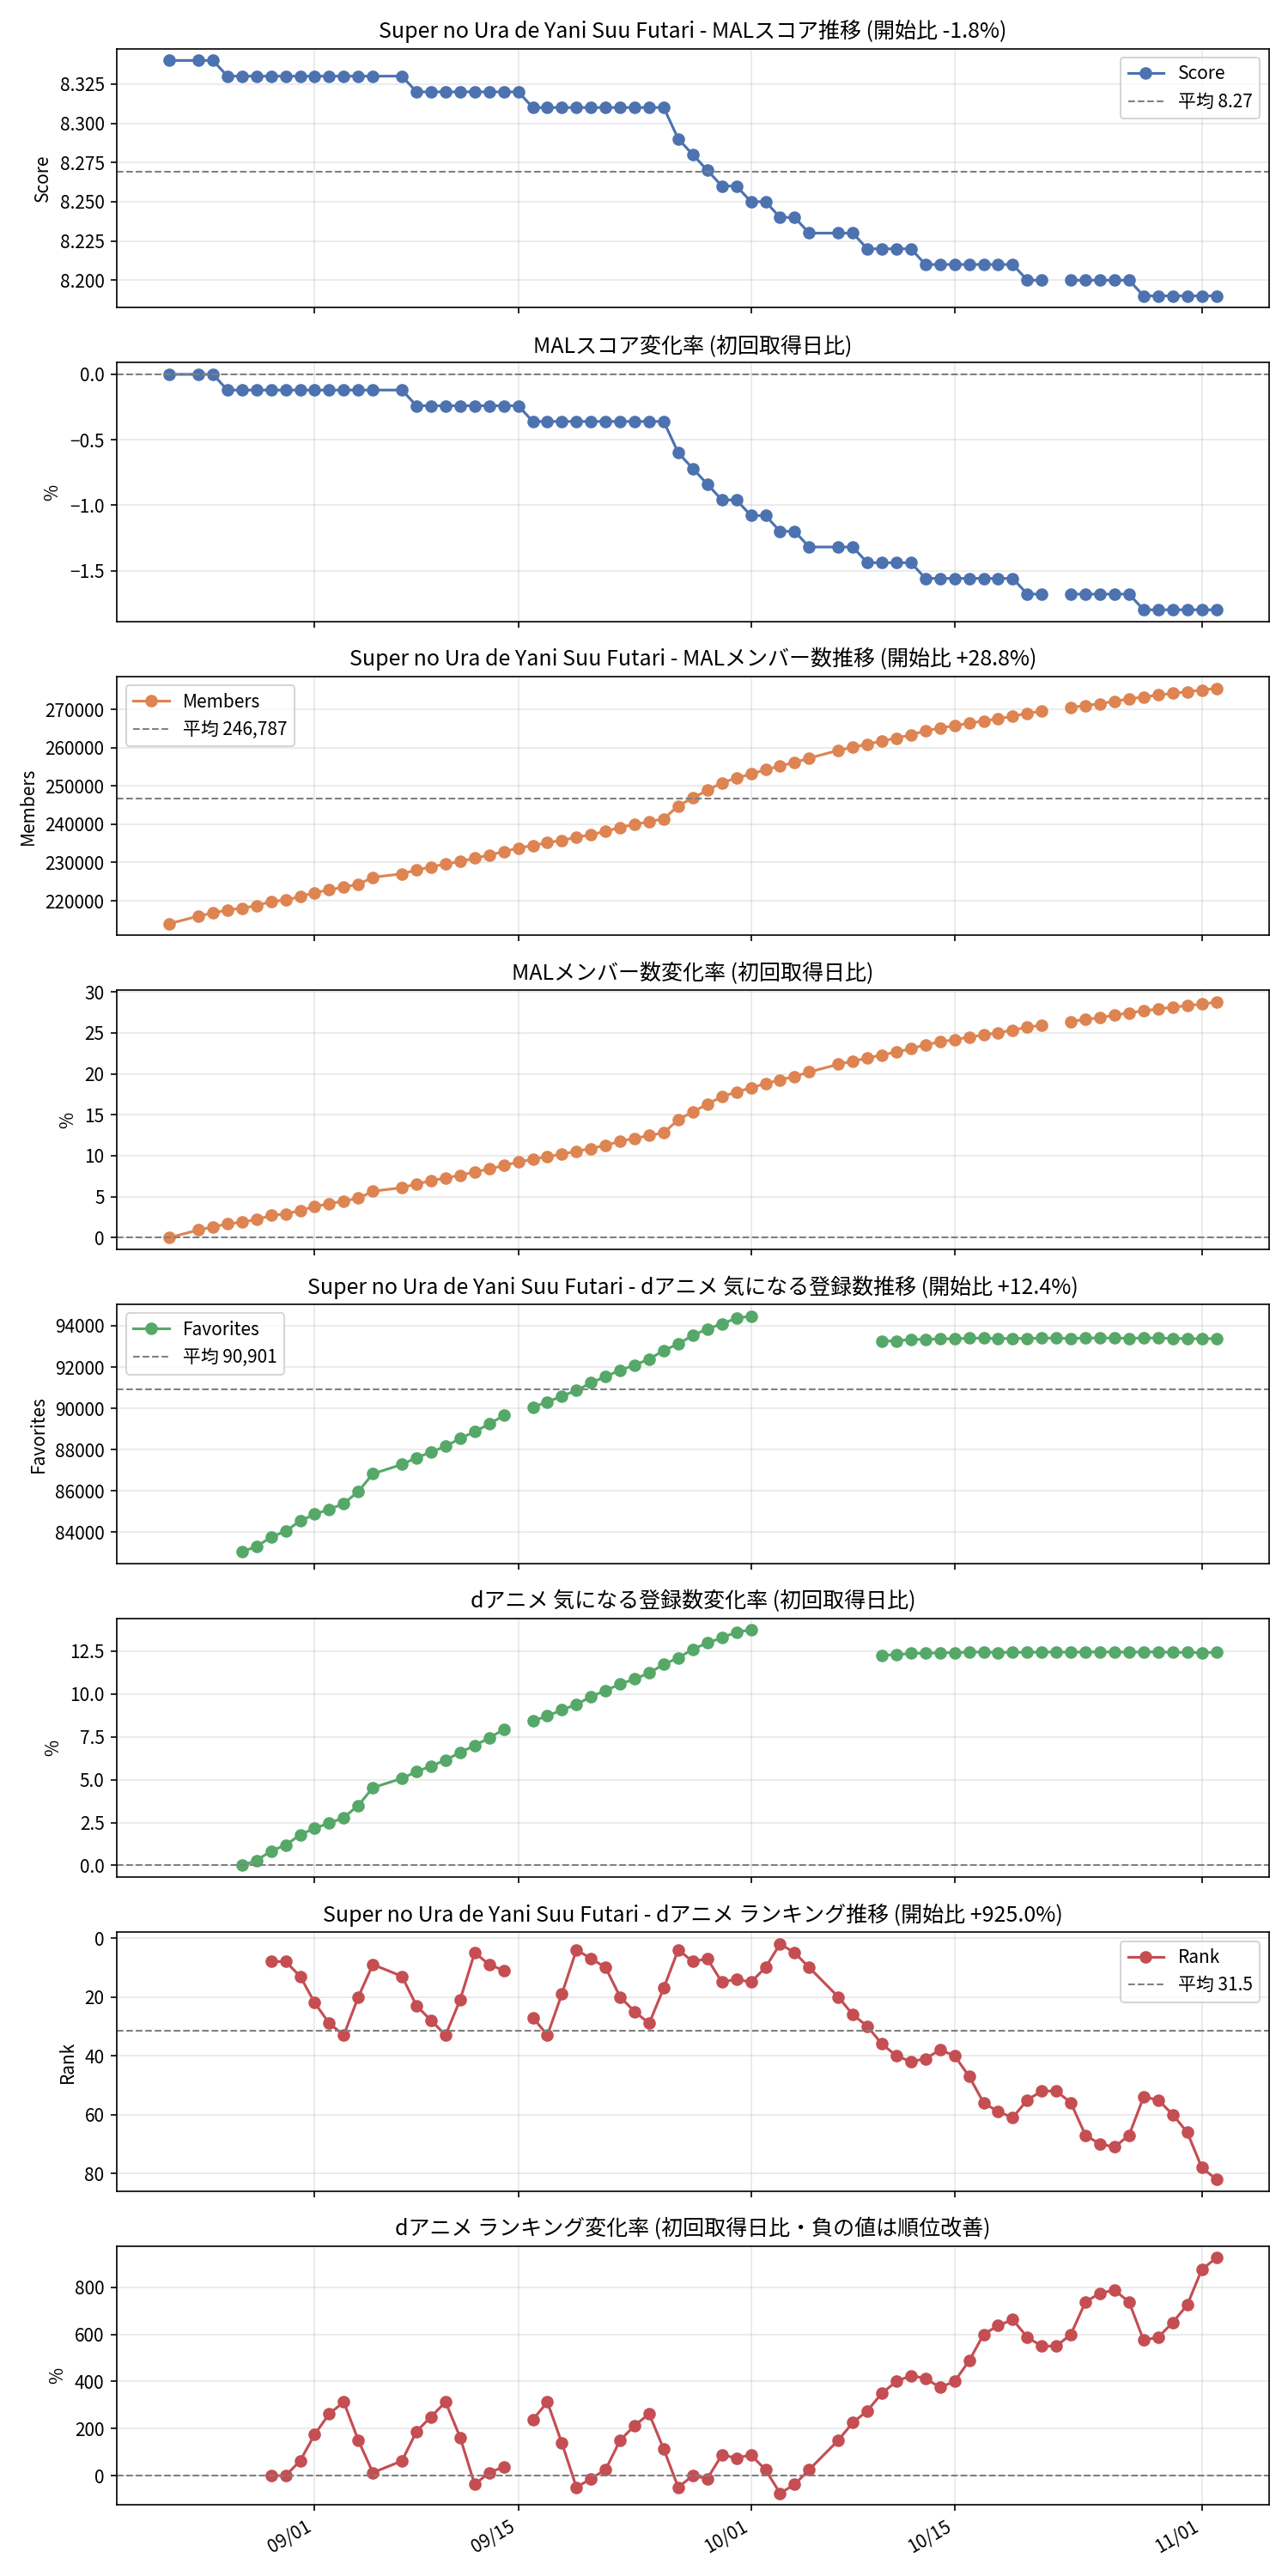 Super no Ura de Yani Suu Futari - MALスコア推移 (開始比 -1.8%)
Score
平均 8.27
Score
8.325
8.300
8.275
8.250
8.225
8.200
MALスコア変化率 (初回取得日比)
%
0.0
−0.5
−1.0
−1.5
Super no Ura de Yani Suu Futari - MALメンバー数推移 (開始比 +28.8%)
Members
平均 246,787
Members
270000
260000
250000
240000
230000
220000
MALメンバー数変化率 (初回取得日比)
%
30
25
20
15
10
5
0
Super no Ura de Yani Suu Futari - dアニメ 気になる登録数推移 (開始比 +12.4%)
Favorites
平均 90,901
Favorites
94000
92000
90000
88000
86000
84000
dアニメ 気になる登録数変化率 (初回取得日比)
%
12.5
10.0
7.5
5.0
2.5
0.0
Super no Ura de Yani Suu Futari - dアニメ ランキング推移 (開始比 +925.0%)
Rank
平均 31.5
Rank
0
20
40
60
80
dアニメ ランキング変化率 (初回取得日比・負の値は順位改善)
%
800
600
400
200
0
09/01
09/15
10/01
10/15
11/01